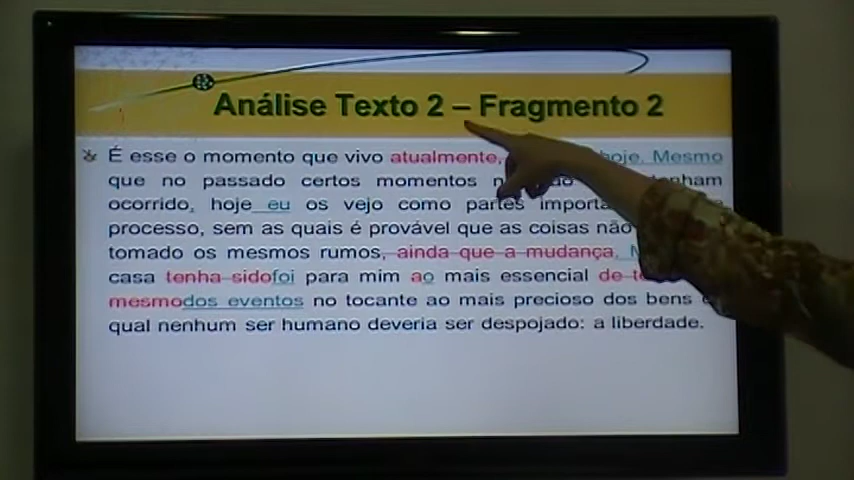 Análise Texto 2 – Fragmento 2
É esse o momento que vivo atualmente, hoje. Mesmo
que no passado certos momentos tenham
ocorrido, hoje eu os vejo como partes
processo, sem as quais é provável que as coisas não
tomado os mesmos rumos, ainda que a mudança,
casa tenha sidofoi para mim ao mais essencial de
mesmodos eventos no tocante ao mais precioso dos bens
qual nenhum ser humano deveria ser despojado: a liberdade.